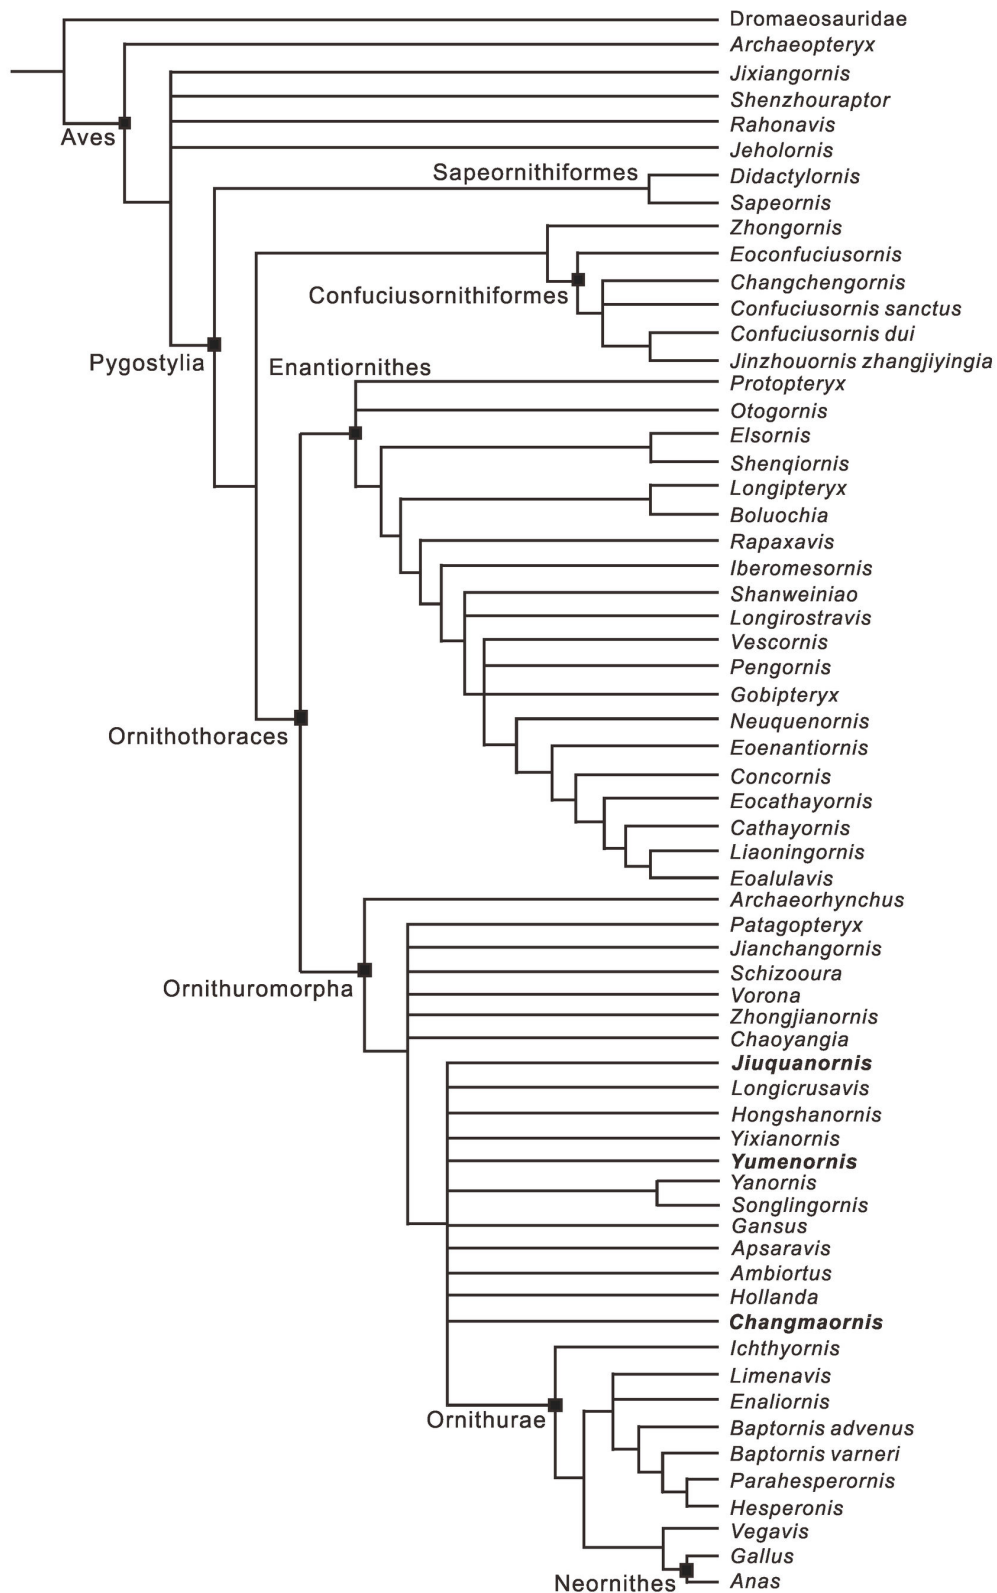 Dromaeosauridae
Archaeopteryx
Jixiangornis
Shenzhouraptor
Rahonavis
Aves
Jeholornis
Sapeornithiformes
Didactylornis
Sapeornis
Zhongornis
Eoconfuciusornis
Changchengornis
Confuciusornithiformes
Confuciusornis sanctus
Confuciusornis dui
Pygostylia
Jinzhouornis zhangjiyingia
Enantiornithes
Protopteryx
Otogornis
Elsornis
Shenqiornis
Longipteryx
Boluochia
Rapaxavis
Iberomesornis
Shanweiniao
Longirostravis
Vescornis
Pengornis
Gobipteryx
Neuquenornis
Ornithothoraces
Eoenantiornis
Concornis
Eocathayornis
Cathayornis
Liaoningornis
Eoalulavis
Archaeorhynchus
Patagopteryx
Jianchangornis
Schizooura
Ornithuromorpha
Vorona
Zhongjianornis
Chaoyangia
Jiuquanornis
Longicrusavis
Hongshanornis
Yixianornis
Yumenornis
Yanornis
Songlingornis
Gansus
Apsaravis
Ambiortus
Hollanda
Changmaornis
Ichthyornis
Limenavis
Enaliornis
Ornithurae
Baptornis advenus
Baptornis varneri
Parahesperornis
Hesperonis
Vegavis
Gallus
Neornithes
Anas